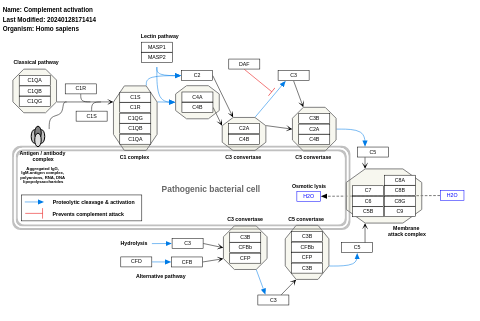 Name: Complement activation
Last Modified: 20240128171414
Organism: Homo sapiens
Lectin pathway
MASP1
MASP2
Classical pathway
DAF
C2
C3
C1QA
C1QB
C1QG
C1R
C1S
C1S
C1R
C1QG
C1QB
C1QA
C4A
C4B
C2A
C4B
C3B
C2A
C4B
C5
Antigen / antibody
complex
C1 complex
C3 convertase
C5 convertase
Aggregated IgG,
IgM-antigen complex,
polyanions, RNA, DNA
lipopolysaccharides
Pathogenic bacterial cell
Osmotic lysis
H2O
C8A
C7
C8B
C6
C8G
C5B
C9
H2O
Proteolytic cleavage & activation
Prevents complement attack
Membrane
attack complex
C3 convertase
C5 convertase
Hydrolysis
C3
C3B
CFBb
CFP
C3B
CFBb
CFP
C3B
C5
CFD
CFB
Alternative pathway
C3